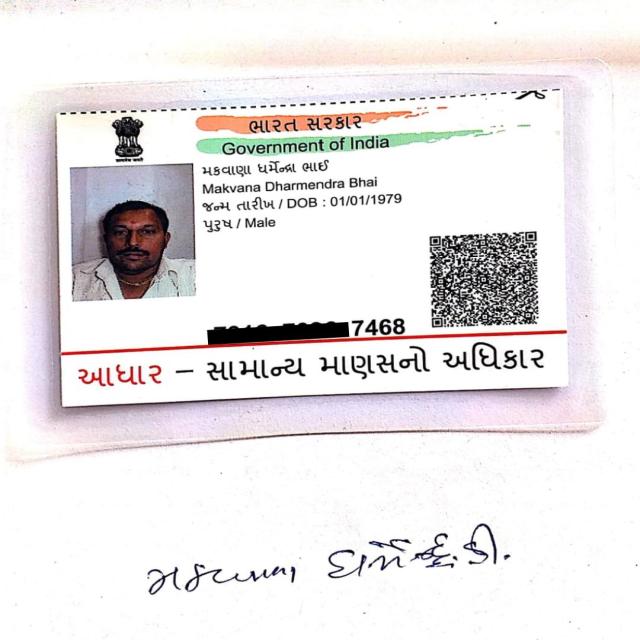 ભારત સરકાર
Government of India
મકવાણા ધર્મેન્દ્રા ભાઈ
Makvana Dharmendra Bhai
જન્મ તારીખ / DOB : 01/01/1979
પુરુષ / Male
7468
આધાર – સામાન્ય માણસનો અધિકાર
મકવાણા ધર્મેન્દ્ર.ડી.